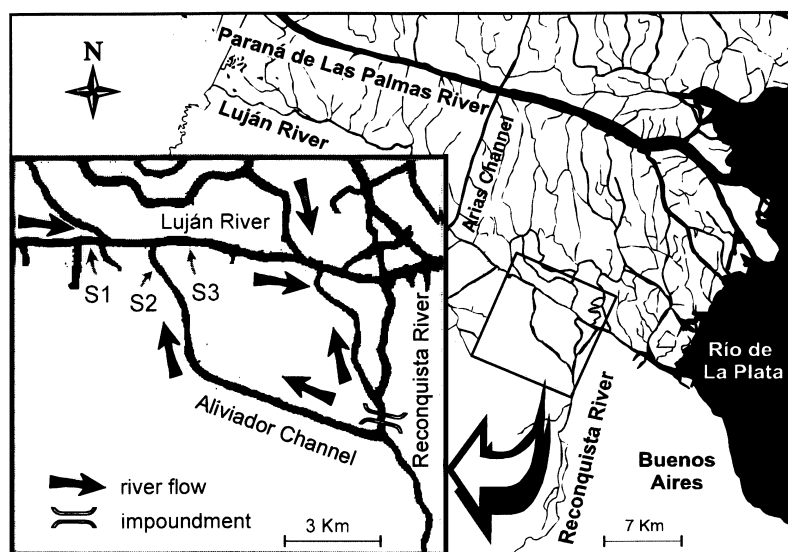 N
Paraná de Las Palmas River
Luján River
Arias Channel
Luján River
S1
S2
S3
Reconquista River
Aliviador Channel
river flow
impoundment
3 Km
Río de
La Plata
Reconquista River
Buenos
Aires
7 Km